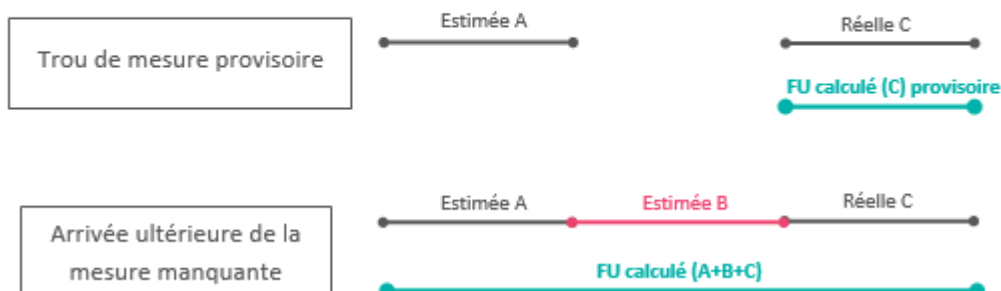 Estimée A
Réelle C
Trou de mesure provisoire
FU calculé (C) provisoire
Estimée A
Estimée B
Réelle C
Arrivée ultérieure de la
mesure manquante
FU calculé (A+B+C)